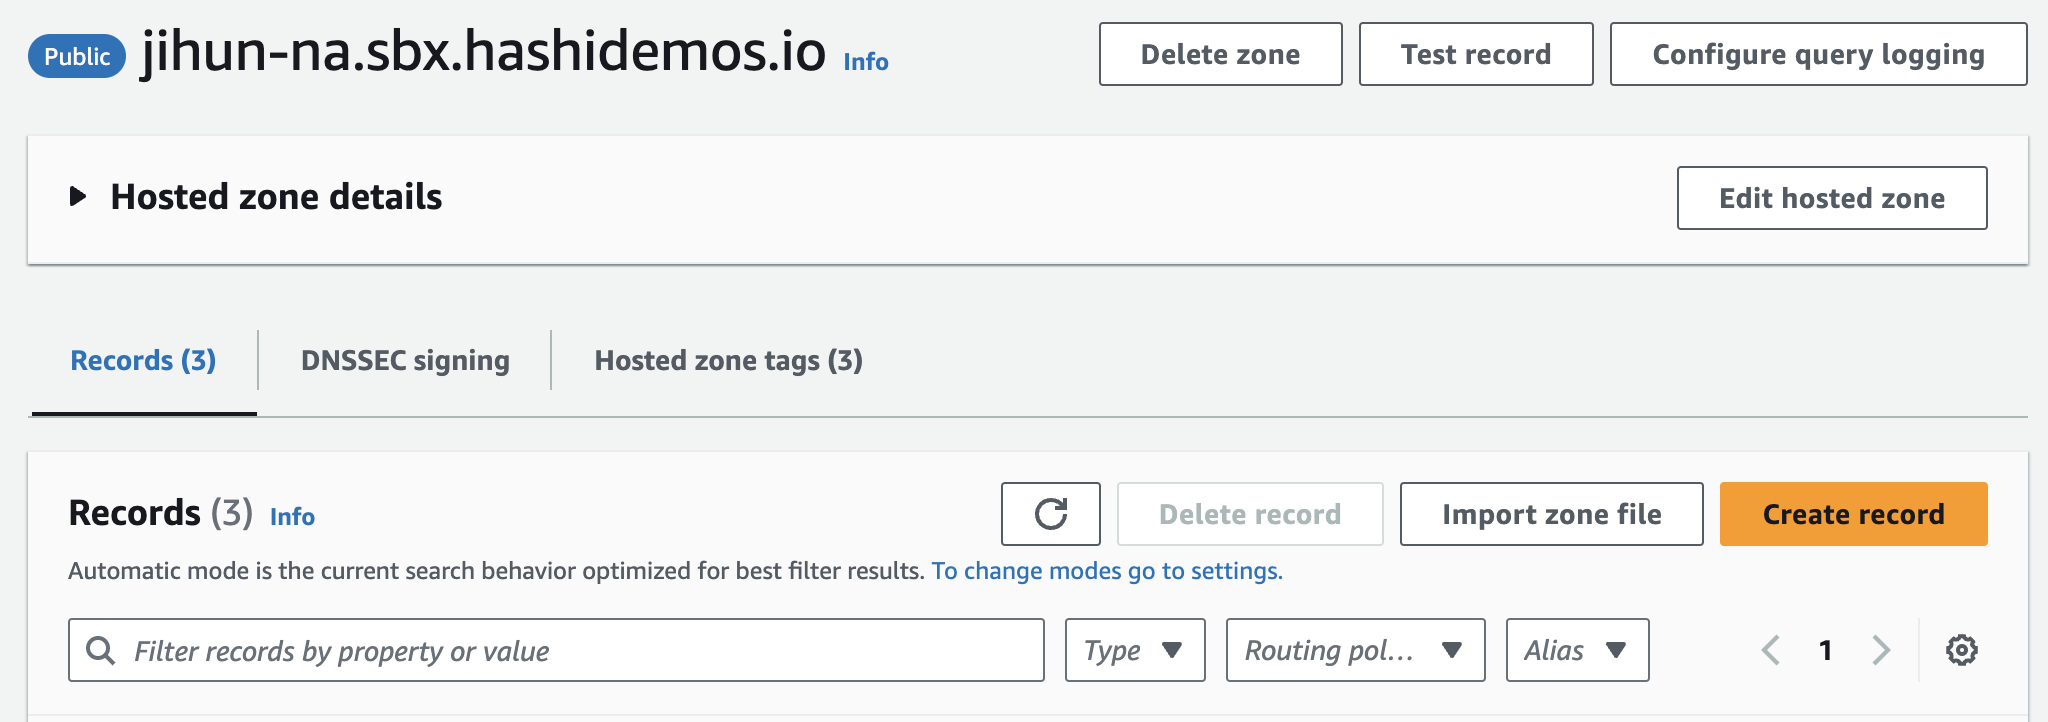 Public jihun-na.sbx.hashidemos.io Info Delete zone Test record Configure query logging
Hosted zone details Edit hosted zone
Records (3) DNSSEC signing Hosted zone tags (3)
Records (3) Info Delete record Import zone file Create record
Automatic mode is the current search behavior optimized for best filter results. To change modes go to settings.
Filter records by property or value Type Routing pol... Alias 1